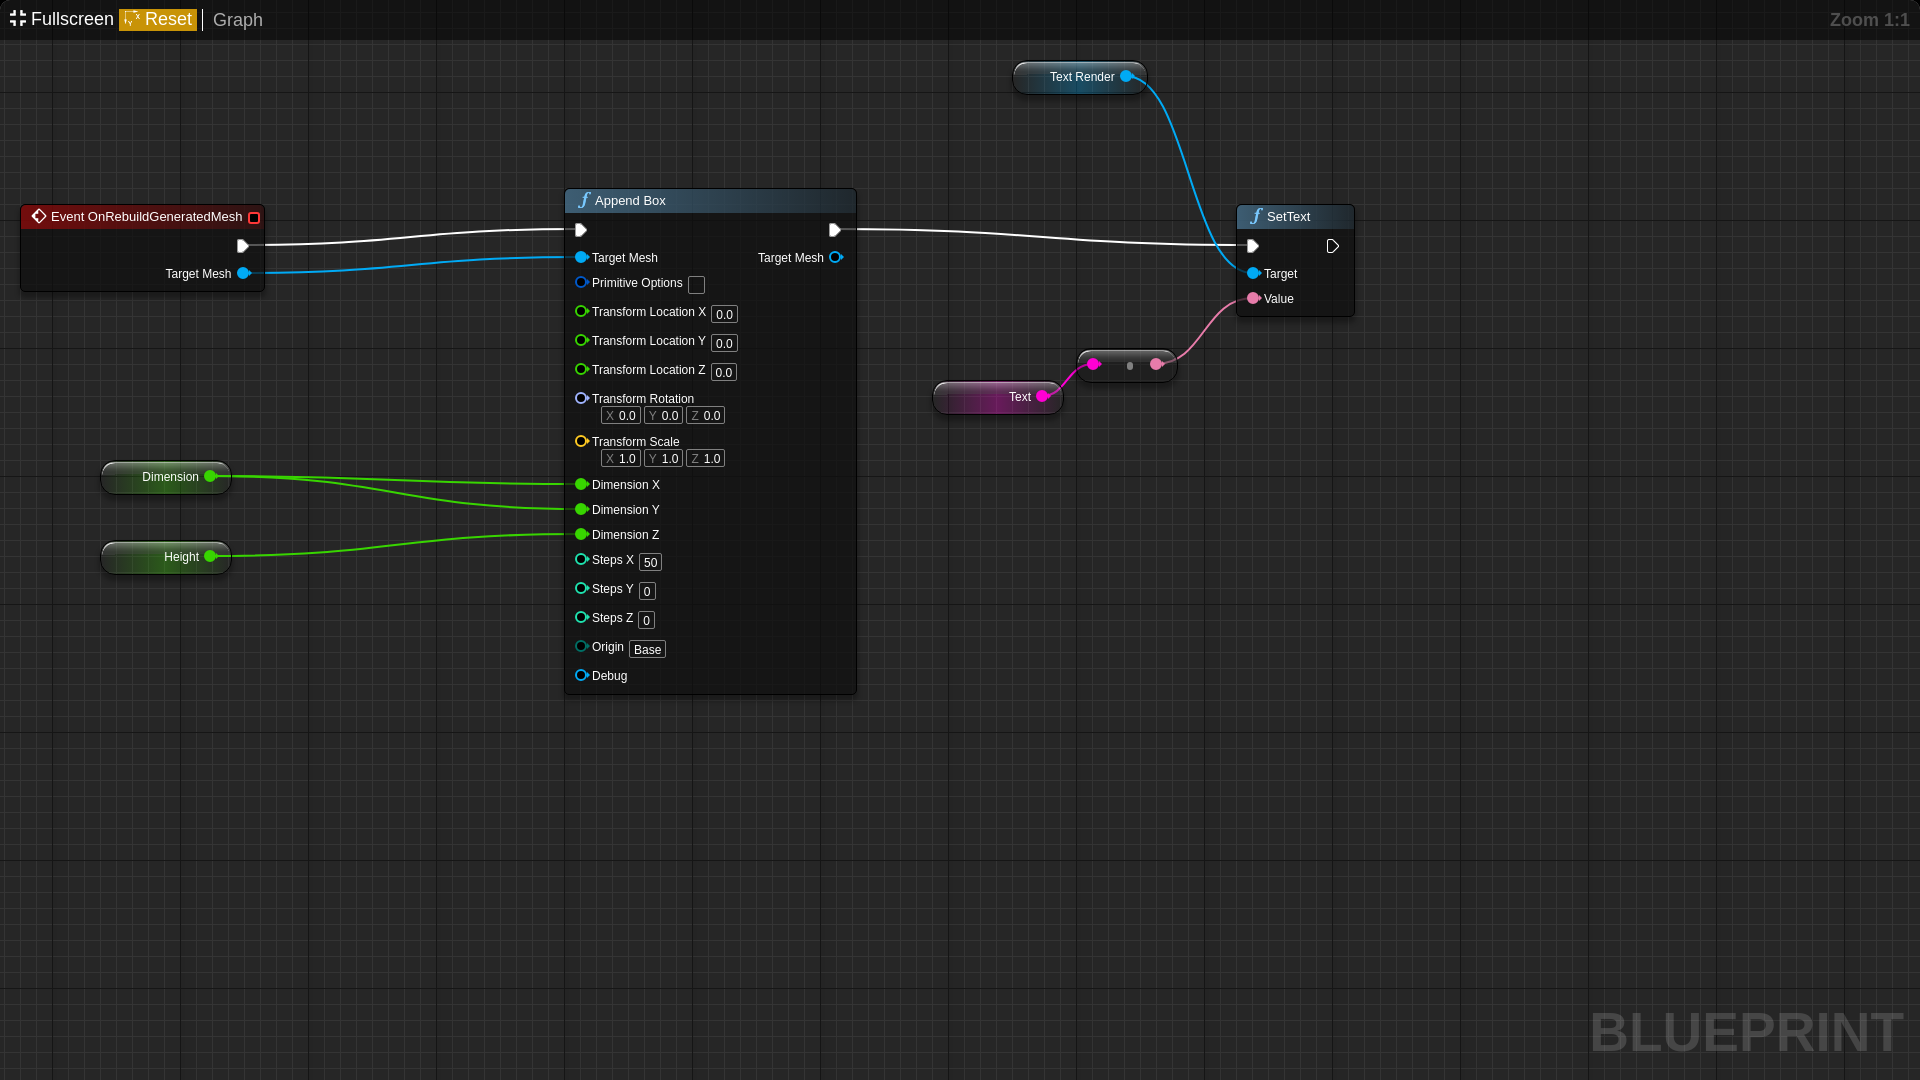 Fullscreen Reset Graph
Zoom 1:1
Text Render
Event OnRebuildGeneratedMesh
Target Mesh
Append Box
Target Mesh Target Mesh
Primitive Options
Transform Location X 0.0
Transform Location Y 0.0
Transform Location Z 0.0
Transform Rotation
X 0.0 Y 0.0 Z 0.0
Transform Scale
X 1.0 Y 1.0 Z 1.0
Dimension X
Dimension Y
Dimension Z
Steps X 50
Steps Y 0
Steps Z 0
Origin Base
Debug
Dimension
Height
SetText
Target
Value
Text
BLUEPRINT